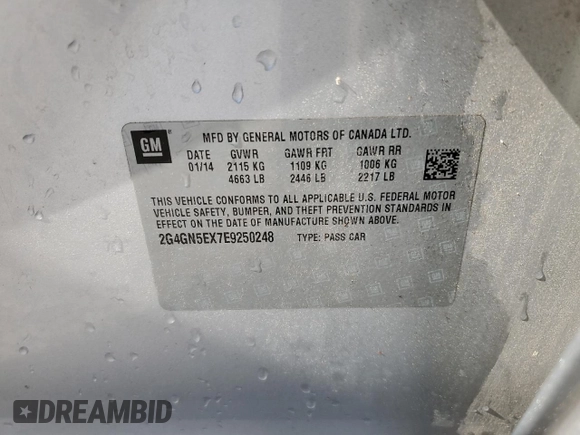 GM
MFD BY GENERAL MOTORS OF CANADA LTD.
DATE GVWR GAWR FRT GAWR RR
01/14 2115 KG 1109 KG 1006 KG
4663 LB 2446 LB 2217 LB
THIS VEHICLE CONFORMS TO ALL APPLICABLE U.S. FEDERAL MOTOR
VEHICLE SAFETY, BUMPER, AND THEFT PREVENTION STANDARDS IN
EFFECT ON THE DATE OF MANUFACTURE SHOWN ABOVE.
2G4GN5EX7E9250248 TYPE: PASS CAR
DREAMBID